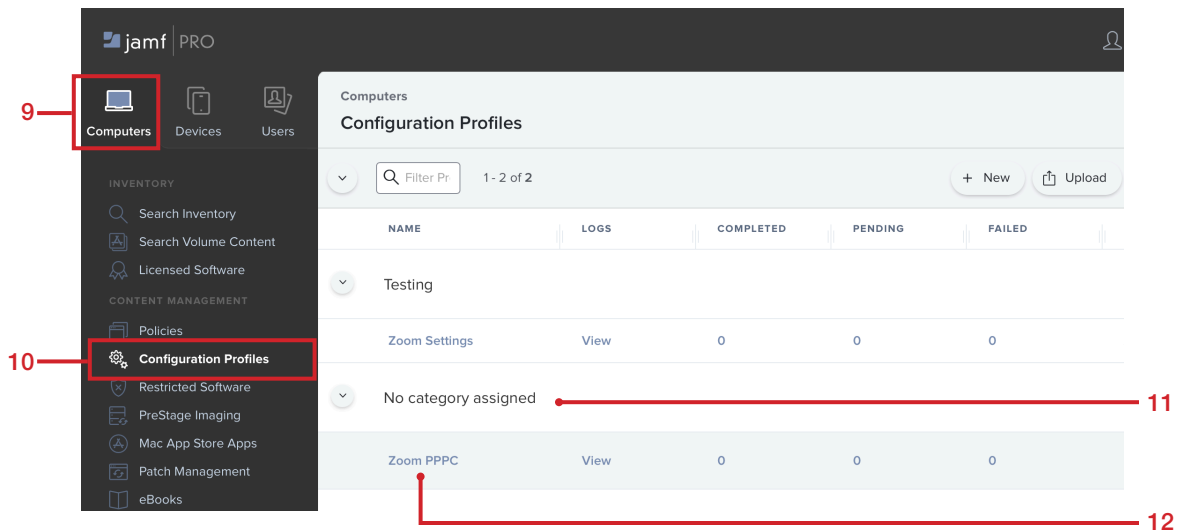 jamf PRO
9
Computers Devices Users
Computers
Configuration Profiles
Filter Pr 1 - 2 of 2 + New Upload
INVENTORY
Search Inventory
Search Volume Content
Licensed Software
CONTENT MANAGEMENT
Policies
10
Configuration Profiles
Restricted Software
PreStage Imaging
Mac App Store Apps
Patch Management
eBooks
NAME LOGS COMPLETED PENDING FAILED
Testing
Zoom Settings View 0 0 0
No category assigned
11
Zoom PPPC View 0 0 0
12